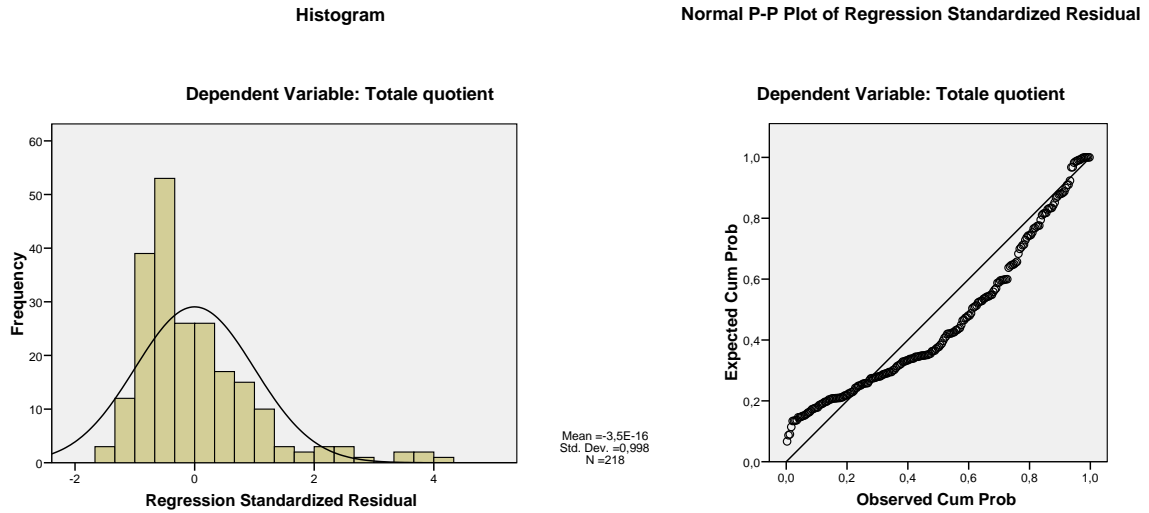 Histogram
Dependent Variable: Totale quotient
Frequency
60
50
40
30
20
10
0
-2
0
2
4
Regression Standardized Residual
Mean =-3,5E-16
Std. Dev. =0,998
N =218
Normal P-P Plot of Regression Standardized Residual
Dependent Variable: Totale quotient
Expected Cum Prob
1,0
0,8
0,6
0,4
0,2
0,0
0,0
0,2
0,4
0,6
0,8
1,0
Observed Cum Prob